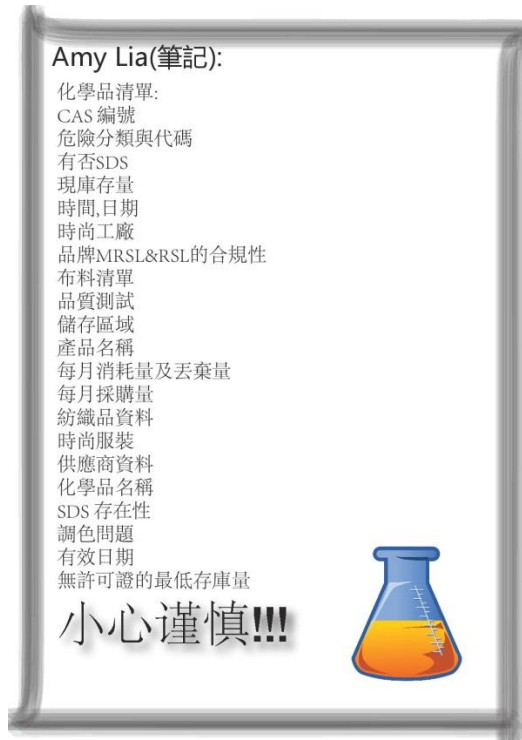 Amy Lia(筆記):
化學品清單:
CAS 編號
危險分類與代碼
有否SDS
現庫存量
時間,日期
時尚工廠
品牌MRSL&RSL的合規性
布料清單
品質測試
儲存區域
產品名稱
每月消耗量及丟棄量
每月採購量
紡織品資料
時尚服裝
供應商資料
化學品名稱
SDS 存在性
調色問題
有效日期
無許可證的最低存庫量
小心谨慎!!!